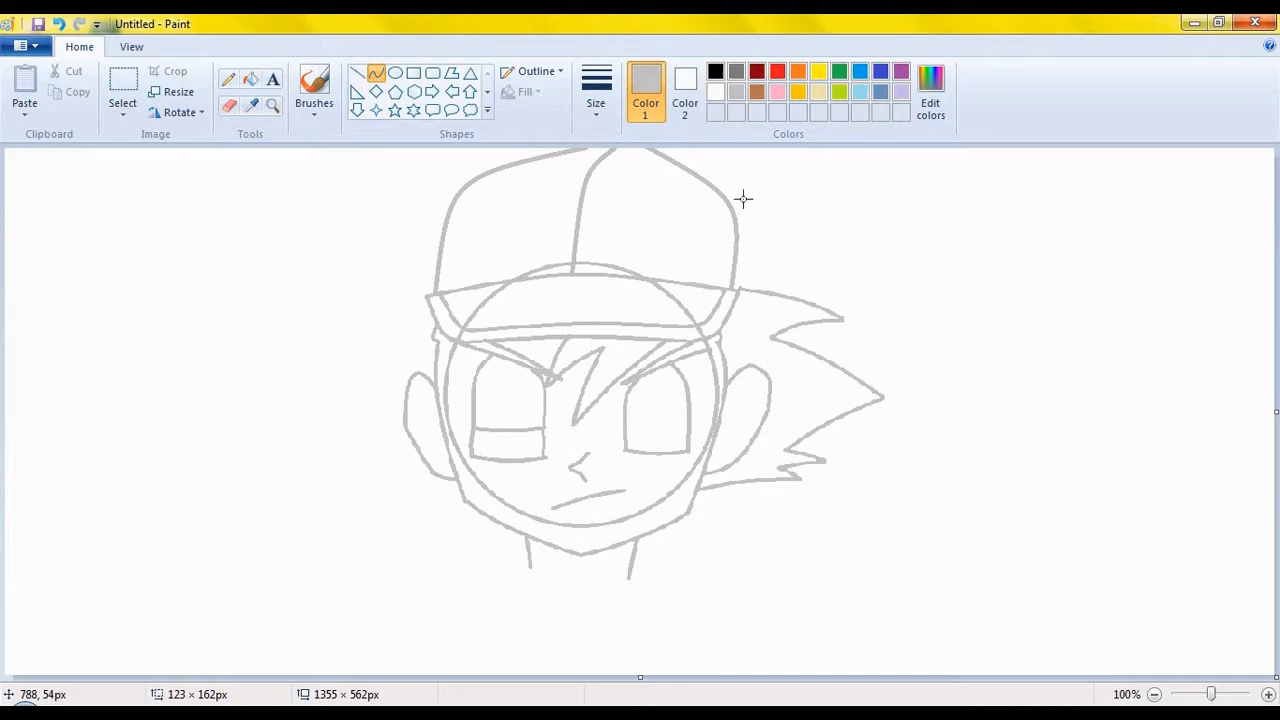 Untitled - Paint
Home View
Paste Cut Copy Select Crop Resize Rotate A Brushes Outline Fill Size Color 1 Color 2 Edit colors
Clipboard Image Tools Shapes Colors
788, 54px 123 × 162px 1355 × 562px 100%